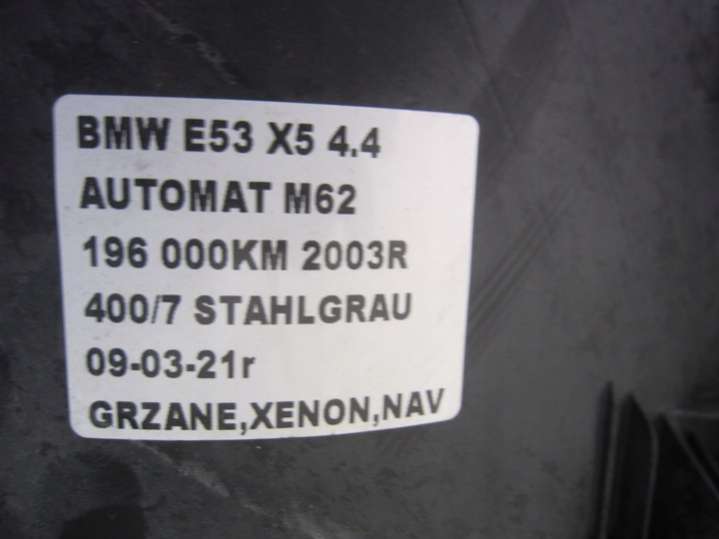 BMW E53 X5 4.4
AUTOMAT M62
196 000KM 2003R
400/7 STAHLGRAU
09-03-21r
GRZANE,XENON,NAV